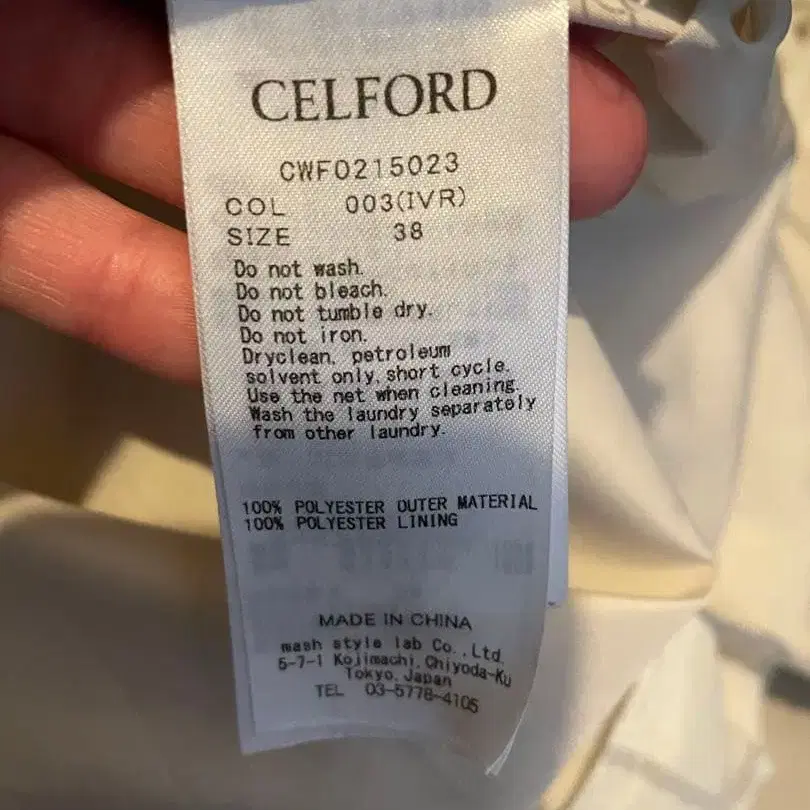 CELFORD
CWFO215023
COL 003(IVR)
SIZE 38
Do not wash.
Do not bleach.
Do not tumble dry.
Do not iron.
Dryclean, petroleum
solvent only, short cycle.
Use the net when cleaning.
Wash the laundry separately
from other laundry.
100% POLYESTER OUTER MATERIAL
100% POLYESTER LINING
MADE IN CHINA
mash style lab Co.,Ltd.
5-7-1 Kojimachi, Chiyoda-Ku
Tokyo, Japan
TEL 03-5778-4105